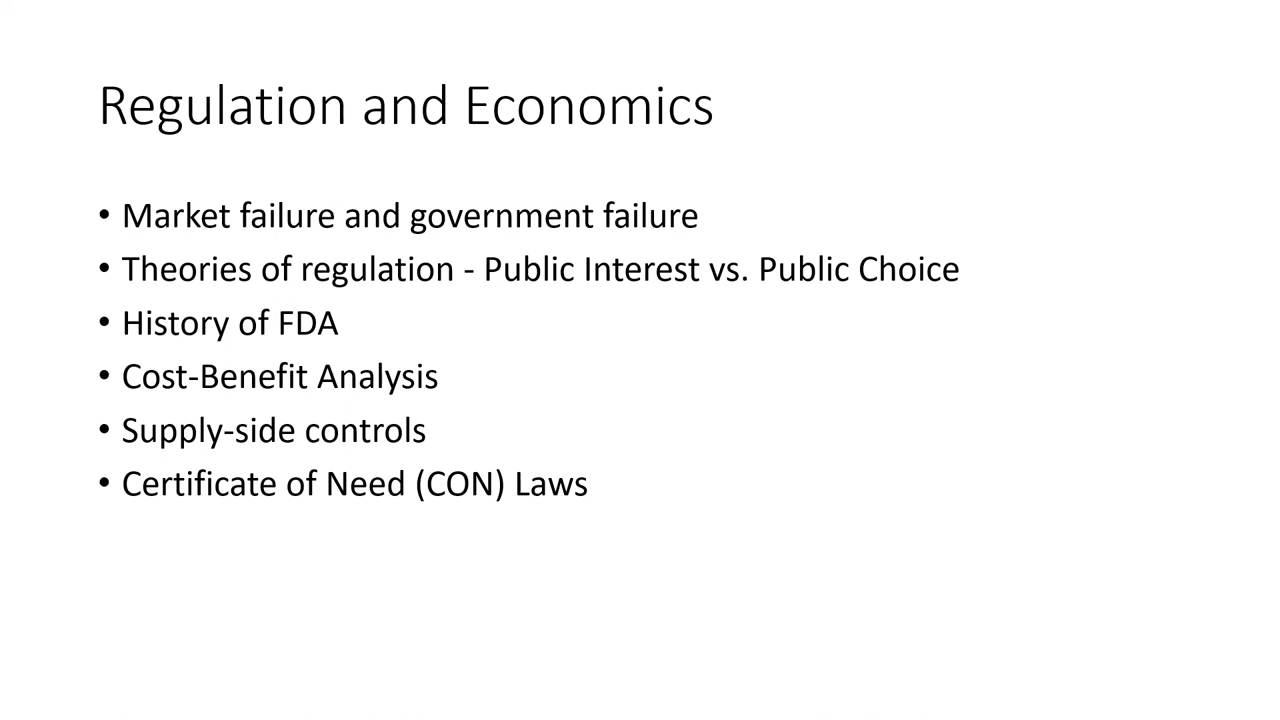 Regulation and Economics
• Market failure and government failure
• Theories of regulation - Public Interest vs. Public Choice
• History of FDA
• Cost-Benefit Analysis
• Supply-side controls
• Certificate of Need (CON) Laws